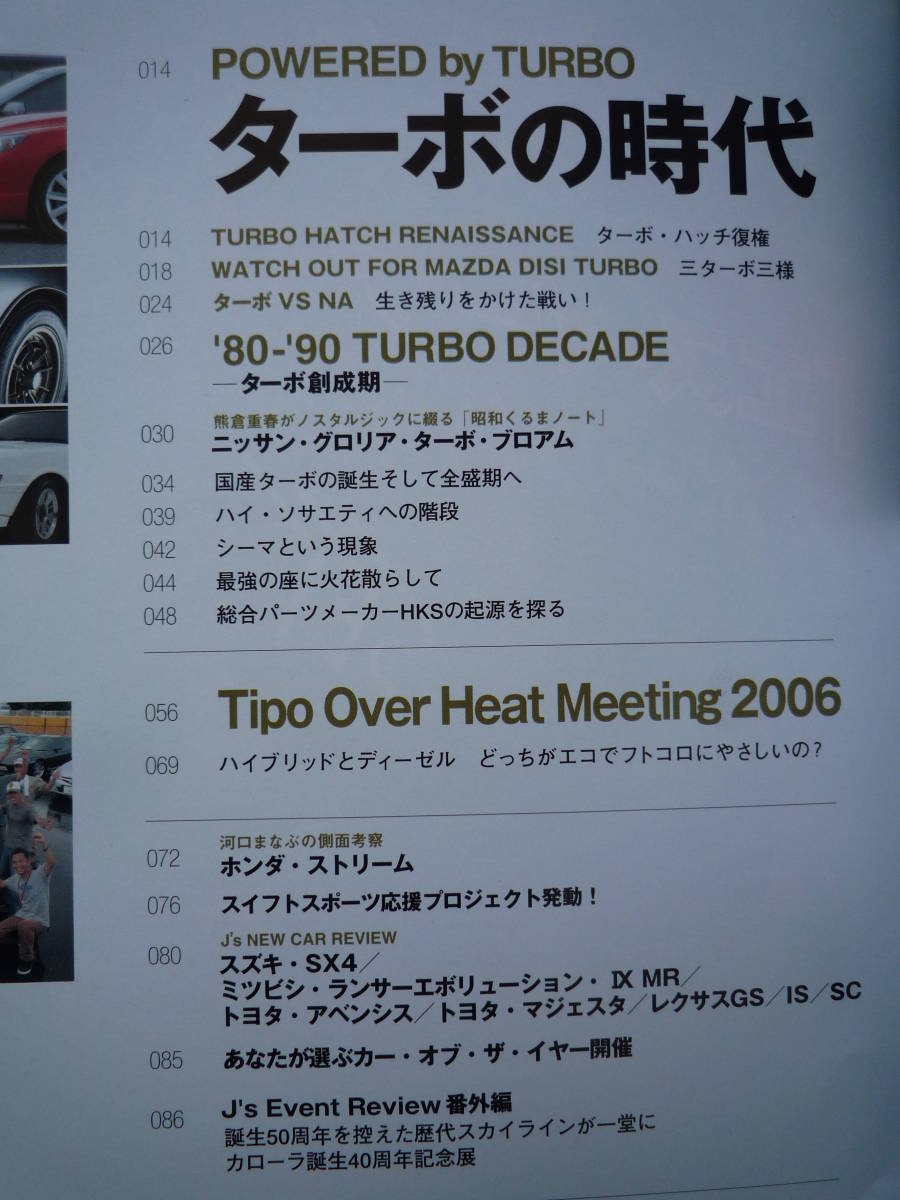 014 POWERED by TURBO
ターボの時代
014 TURBO HATCH RENAISSANCE ターボ・ハッチ復権
018 WATCH OUT FOR MAZDA DISI TURBO 三ターボ三様
024 ターボ VS NA 生き残りをかけた戦い!
026 '80-'90 TURBO DECADE
―ターボ創成期―
熊倉重春がノスタルジックに綴る「昭和くるまノート」
030 ニッサン・グロリア・ターボ・ブロアム
034 国産ターボの誕生そして全盛期へ
039 ハイ・ソサエティへの階段
042 シーマという現象
044 最強の座に火花散らして
048 総合パーツメーカーHKSの起源を探る
056 Tipo Over Heat Meeting 2006
069 ハイブリッドとディーゼル どっちがエコでフトコロにやさしいの?
河口まなぶの側面考察
072 ホンダ・ストリーム
076 スイフトスポーツ応援プロジェクト発動!
J's NEW CAR REVIEW
080 スズキ・SX4/
ミツビシ・ランサーエボリューション・Ⅸ MR/
トヨタ・アベンシス/トヨタ・マジェスタ/レクサスGS/IS/SC
085 あなたが選ぶカー・オブ・ザ・イヤー開催
086 J's Event Review 番外編
誕生50周年を控えた歴代スカイラインが一堂に
カローラ誕生40周年記念展